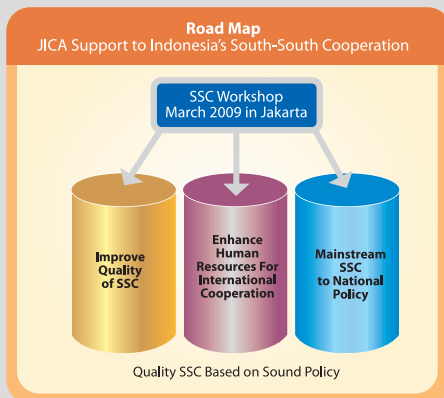 Road Map
JICA Support to Indonesia's South-South Cooperation
SSC Workshop
March 2009 in Jakarta
Improve
Quality
of SSC
Enhance
Human
Resources For
International
Cooperation
Mainstream
SSC
to National
Policy
Quality SSC Based on Sound Policy